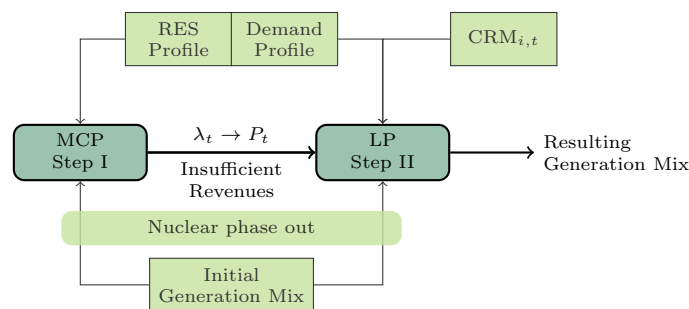 RES
Profile
Demand
Profile
CRM_{i,t}
MCP
Step I
λ_t → P_t
Insufficient
Revenues
LP
Step II
Resulting
Generation Mix
Nuclear phase out
Initial
Generation Mix